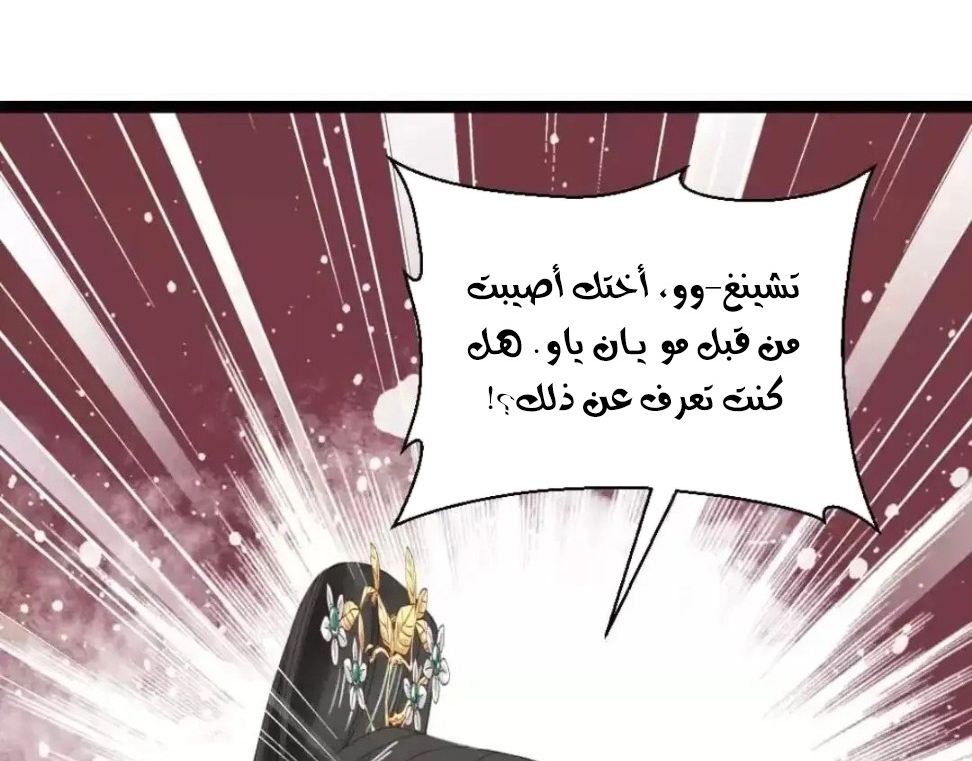 تشينغ-وو، أختك أصيبت
من قبل مو يان ياو. هل
كنت تعرف عن ذلك؟!